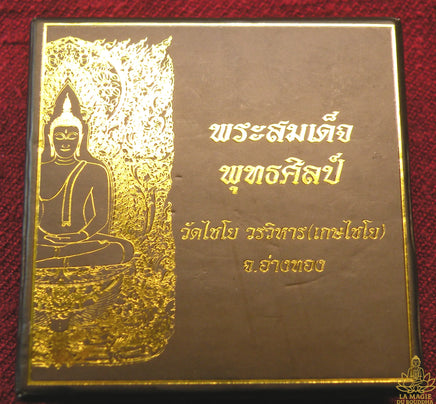 พระสมเด็จ
พุทธศิลป์
วัดไชโย วรวิหาร(เกษไชโย)
จ.อ่างทอง
LA MAGIE
DU BOUDDHA